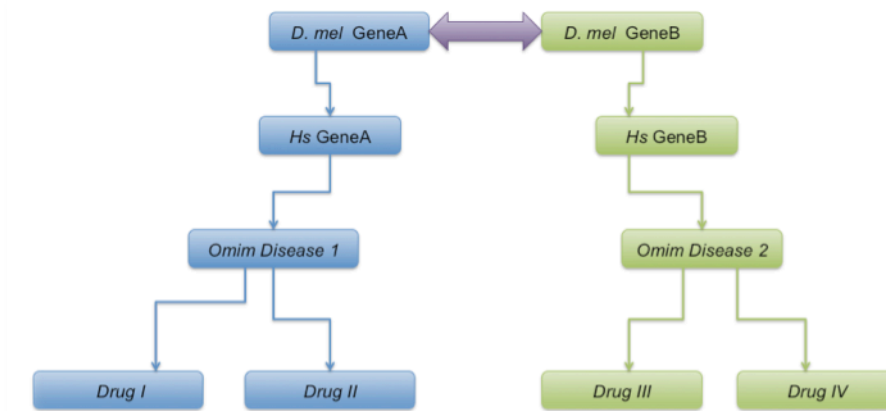 D. mel GeneA
D. mel GeneB
Hs GeneA
Hs GeneB
Omim Disease 1
Omim Disease 2
Drug I
Drug II
Drug III
Drug IV